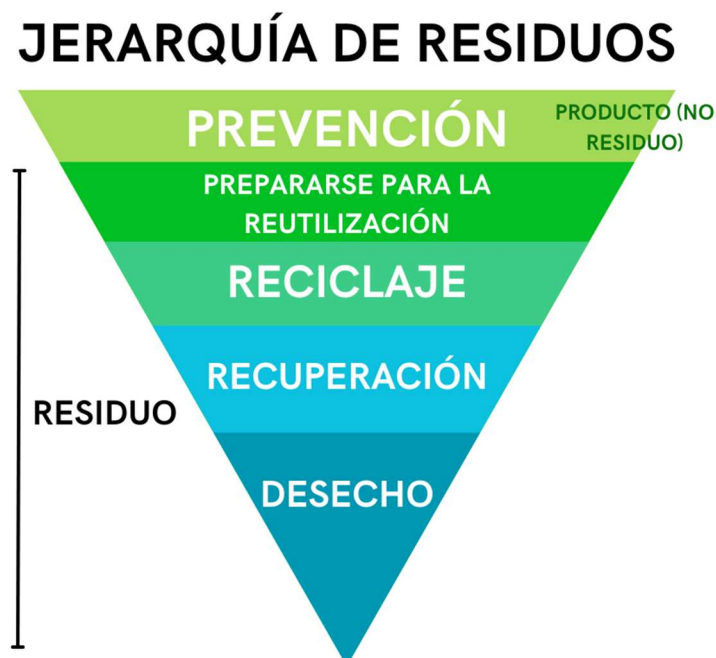 JERARQUÍA DE RESIDUOS
PREVENCIÓN
PRODUCTO (NO
RESIDUO)
PREPARARSE PARA LA
REUTILIZACIÓN
RECICLAJE
RECUPERACIÓN
RESIDUO
DESECHO